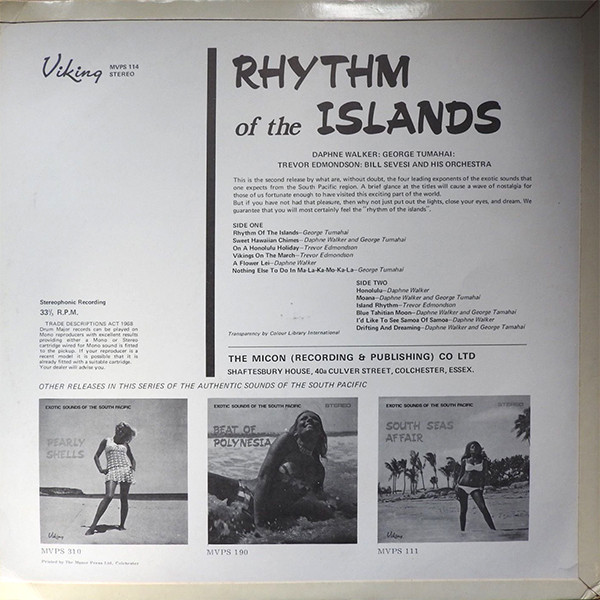 Viking MVPS 114
STEREO
RHYTHM
of the ISLANDS
DAPHNE WALKER: GEORGE TUMAHAI:
TREVOR EDMONDSON: BILL SEVESI AND HIS ORCHESTRA
This is the second release by what are, without doubt, the four leading exponents of the exotic sounds that
one expects from the South Pacific region. A brief glance at the titles will cause a wave of nostalgia for
those of us fortunate enough to have visited this exciting part of the world.
But if you have not had that pleasure, then why not just put out the lights, close your eyes, and dream. We
guarantee that you will most certainly feel the "rhythm of the islands".
SIDE ONE
Rhythm Of The Islands—George Tumahai
Sweet Hawaiian Chimes—Daphne Walker and George Tumahai
On A Honolulu Holiday—Trevor Edmondson
Vikings On The March—Trevor Edmondson
A Flower Lei—Daphne Walker
Nothing Else To Do In Ma-La-Ka-Mo-Ka-La—George Tumahai
SIDE TWO
Honolulu—Daphne Walker
Moana—Daphne Walker and George Tumahai
Island Rhythm—Trevor Edmondson
Blue Tahitian Moon—Daphne Walker and George Tumahai
I'd Like To See Samoa Of Samoa—Daphne Walker
Drifting And Dreaming—Daphne Walker and George Tumahai
Transparency by Colour Library International
Stereophonic Recording
33⅓ R.P.M.
TRADE DESCRIPTIONS ACT 1968
Drum Major records can be played on
Mono reproducers with excellent results
providing either a Mono or Stereo
cartridge wired for Mono sound is fitted
to the pickup. If your reproducer is a
recent model it is possible that it is
already fitted with a suitable cartridge.
Your dealer will advise you.
THE MICON (RECORDING & PUBLISHING) CO LTD
SHAFTESBURY HOUSE, 40a CULVER STREET, COLCHESTER, ESSEX.
OTHER RELEASES IN THIS SERIES OF THE AUTHENTIC SOUNDS OF THE SOUTH PACIFIC
EXOTIC SOUNDS OF THE SOUTH PACIFIC
PEARLY
SHELLS
Viking
MVPS 310
EXOTIC SOUNDS OF THE SOUTH PACIFIC STEREO
BEAT OF
POLYNESIA
MVPS 190
EXOTIC SOUNDS OF THE SOUTH PACIFIC STEREO
SOUTH SEAS
AFFAIR
Viking
MVPS 111
Printed by The Manor Press Ltd, Colchester